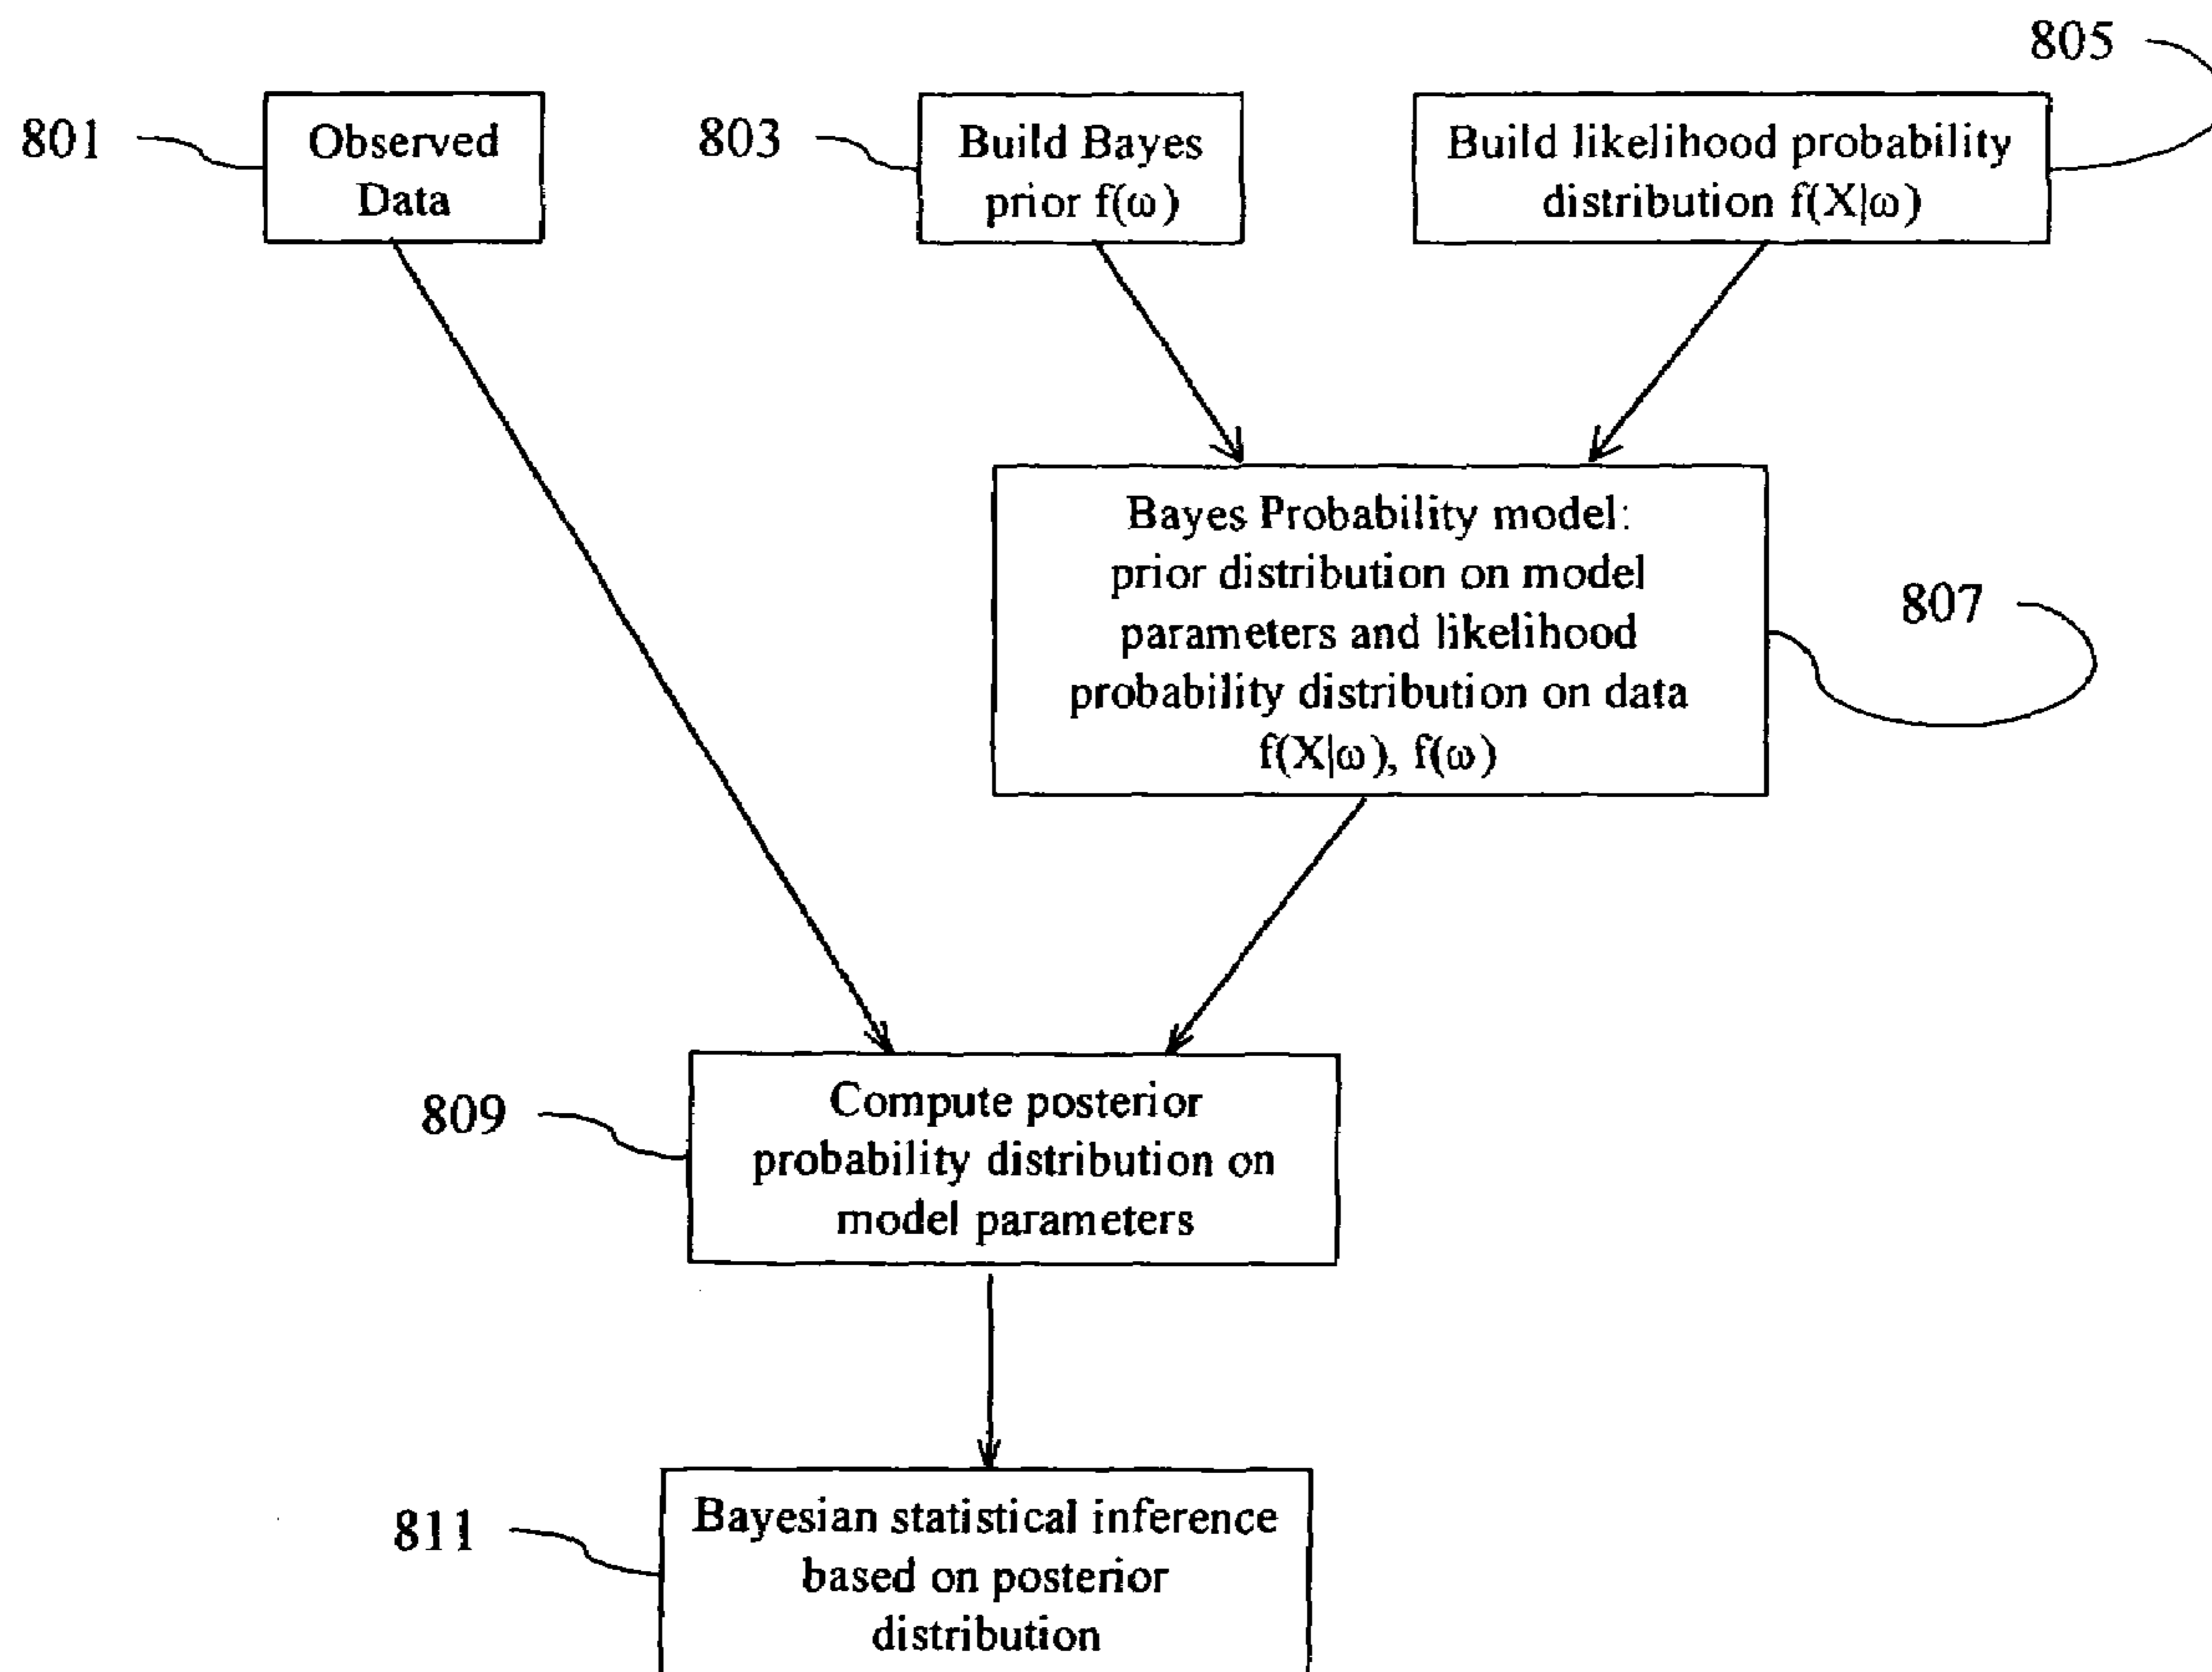 805
801
Observed
Data
803
Build Bayes
prior f(ω)
Build likelihood probability
distribution f(X|ω)
Bayes Probability model:
prior distribution on model
parameters and likelihood
probability distribution on data
f(X|ω), f(ω)
807
809
Compute posterior
probability distribution on
model parameters
811
Bayesian statistical inference
based on posterior
distribution